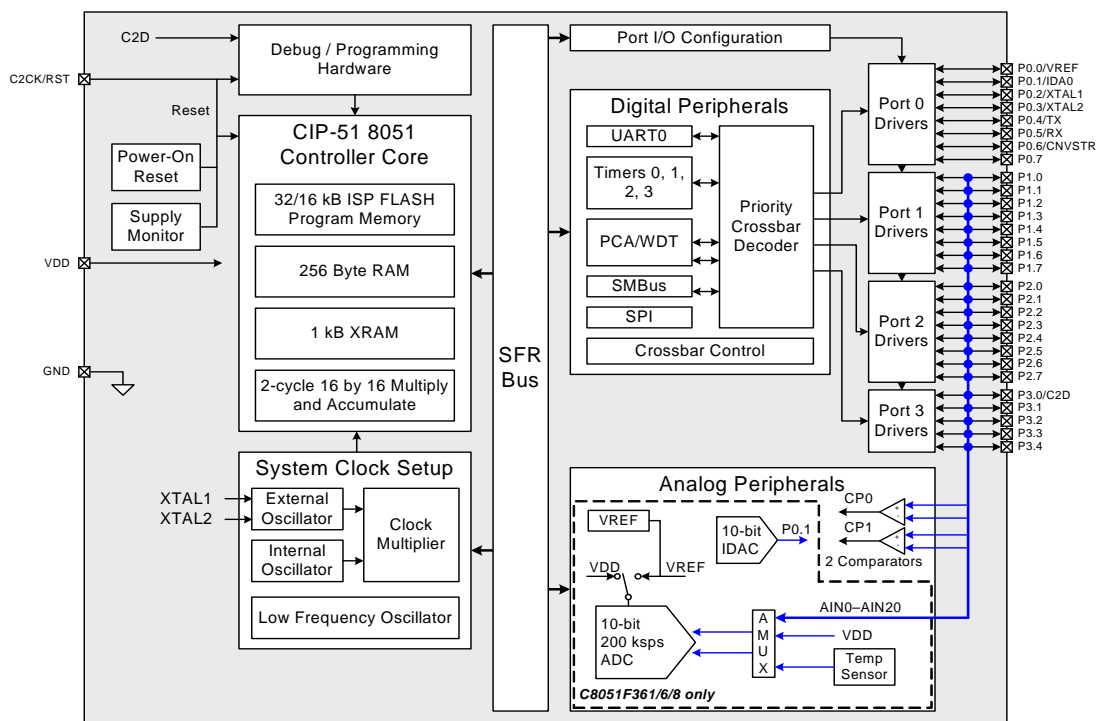 C2D
C2CK/RST
Debug / Programming
Hardware
Reset
CIP-51 8051
Controller Core
Power-On
Reset
Supply
Monitor
32/16 kB ISP FLASH
Program Memory
256 Byte RAM
1 kB XRAM
2-cycle 16 by 16 Multiply
and Accumulate
VDD
GND
System Clock Setup
XTAL1
XTAL2
External
Oscillator
Internal
Oscillator
Clock
Multiplier
Low Frequency Oscillator
SFR
Bus
Port I/O Configuration
Digital Peripherals
UART0
Timers 0, 1,
2, 3
PCA/WDT
SMBus
SPI
Priority
Crossbar
Decoder
Crossbar Control
Port 0
Drivers
Port 1
Drivers
Port 2
Drivers
Port 3
Drivers
P0.0/VREF
P0.1/IDA0
P0.2/XTAL1
P0.3/XTAL2
P0.4/TX
P0.5/RX
P0.6/CNVSTR
P0.7
P1.0
P1.1
P1.2
P1.3
P1.4
P1.5
P1.6
P1.7
P2.0
P2.1
P2.2
P2.3
P2.4
P2.5
P2.6
P2.7
P3.0/C2D
P3.1
P3.2
P3.3
P3.4
Analog Peripherals
VREF
10-bit
IDAC
P0.1
CP0
+
-
CP1
+
-
2 Comparators
VDD
VREF
10-bit
200 ksps
ADC
A
M
U
X
AIN0–AIN20
VDD
Temp
Sensor
C8051F361/6/8 only